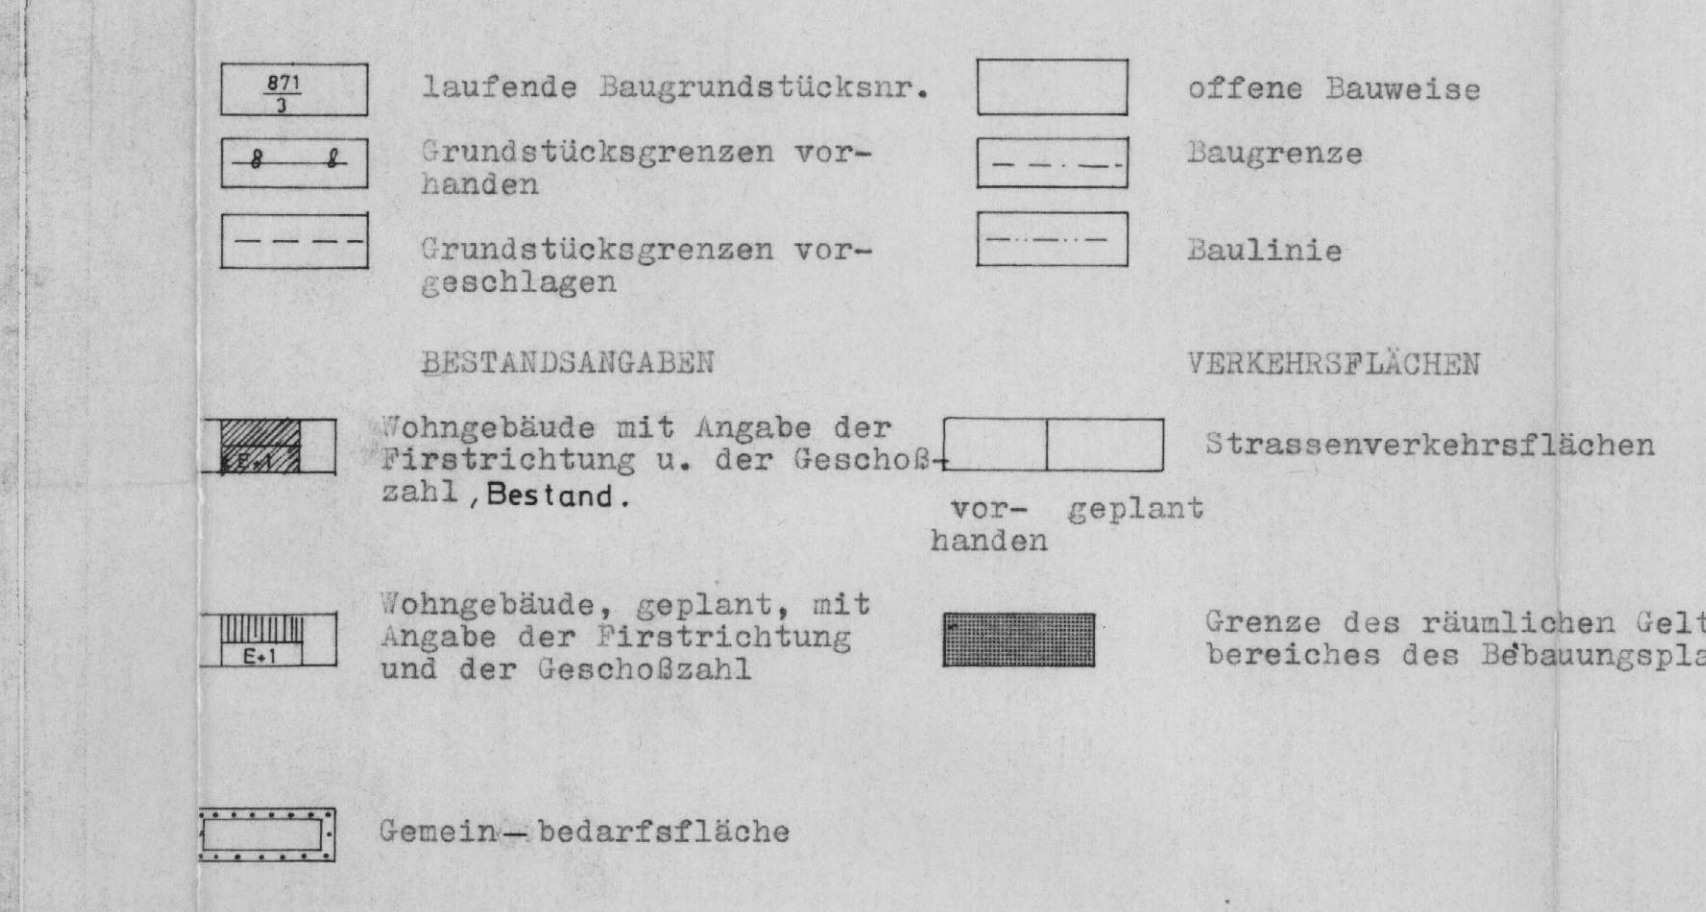 871
3
laufende Baugrundstücksnr.
Grundstücksgrenzen vor-
handen
Grundstücksgrenzen vor-
geschlagen
BESTANDSANGABEN
E+1
Wohngebäude mit Angabe der
Firstrichtung u. der Geschoß-
zahl, Bestand.
E+1
Wohngebäude, geplant, mit
Angabe der Firstrichtung
und der Geschoßzahl
Gemein-bedarfsfläche
offene Bauweise
Baugrenze
Baulinie
VERKEHRSFLÄCHEN
Strassenverkehrsflächen
vor- geplant
handen
Grenze des räumlichen Gelt
bereiches des Bebauungspla